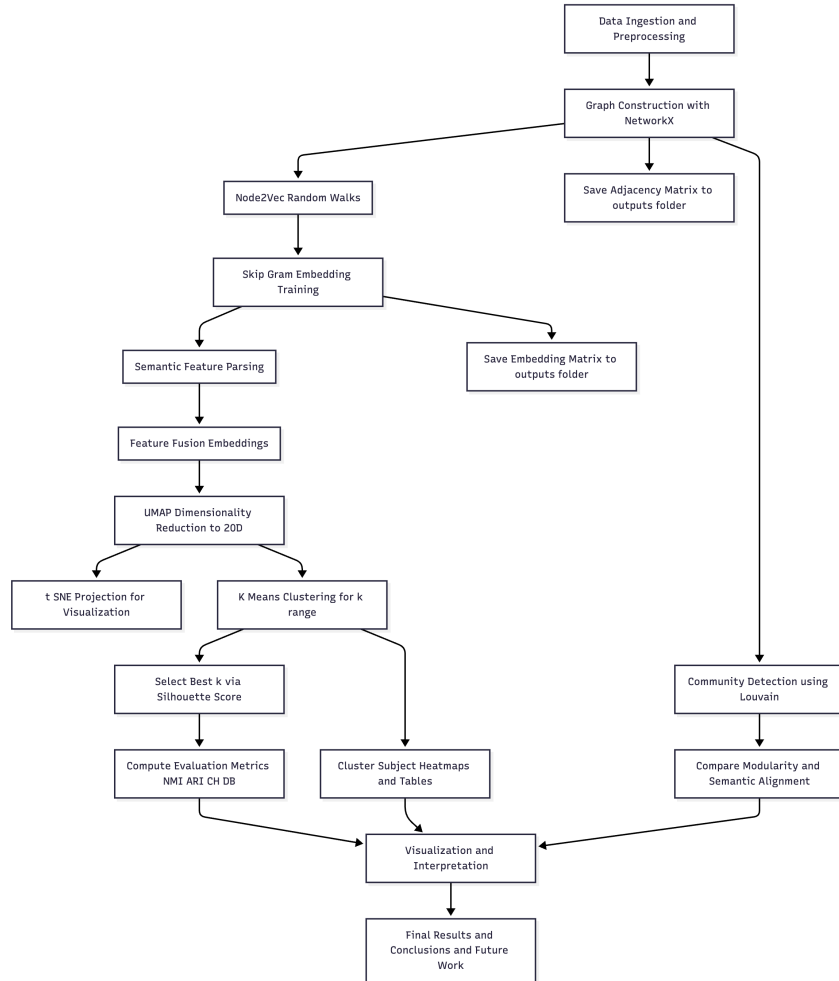 Data Ingestion and
Preprocessing
Graph Construction with
NetworkX
Node2Vec Random Walks
Save Adjacency Matrix to
outputs folder
Skip Gram Embedding
Training
Semantic Feature Parsing
Save Embedding Matrix to
outputs folder
Feature Fusion Embeddings
UMAP Dimensionality
Reduction to 20D
t SNE Projection for
Visualization
K Means Clustering for k
range
Select Best k via
Silhouette Score
Community Detection using
Louvain
Compute Evaluation Metrics
NMI ARI CH DB
Cluster Subject Heatmaps
and Tables
Compare Modularity and
Semantic Alignment
Visualization and
Interpretation
Final Results and
Conclusions and Future
Work